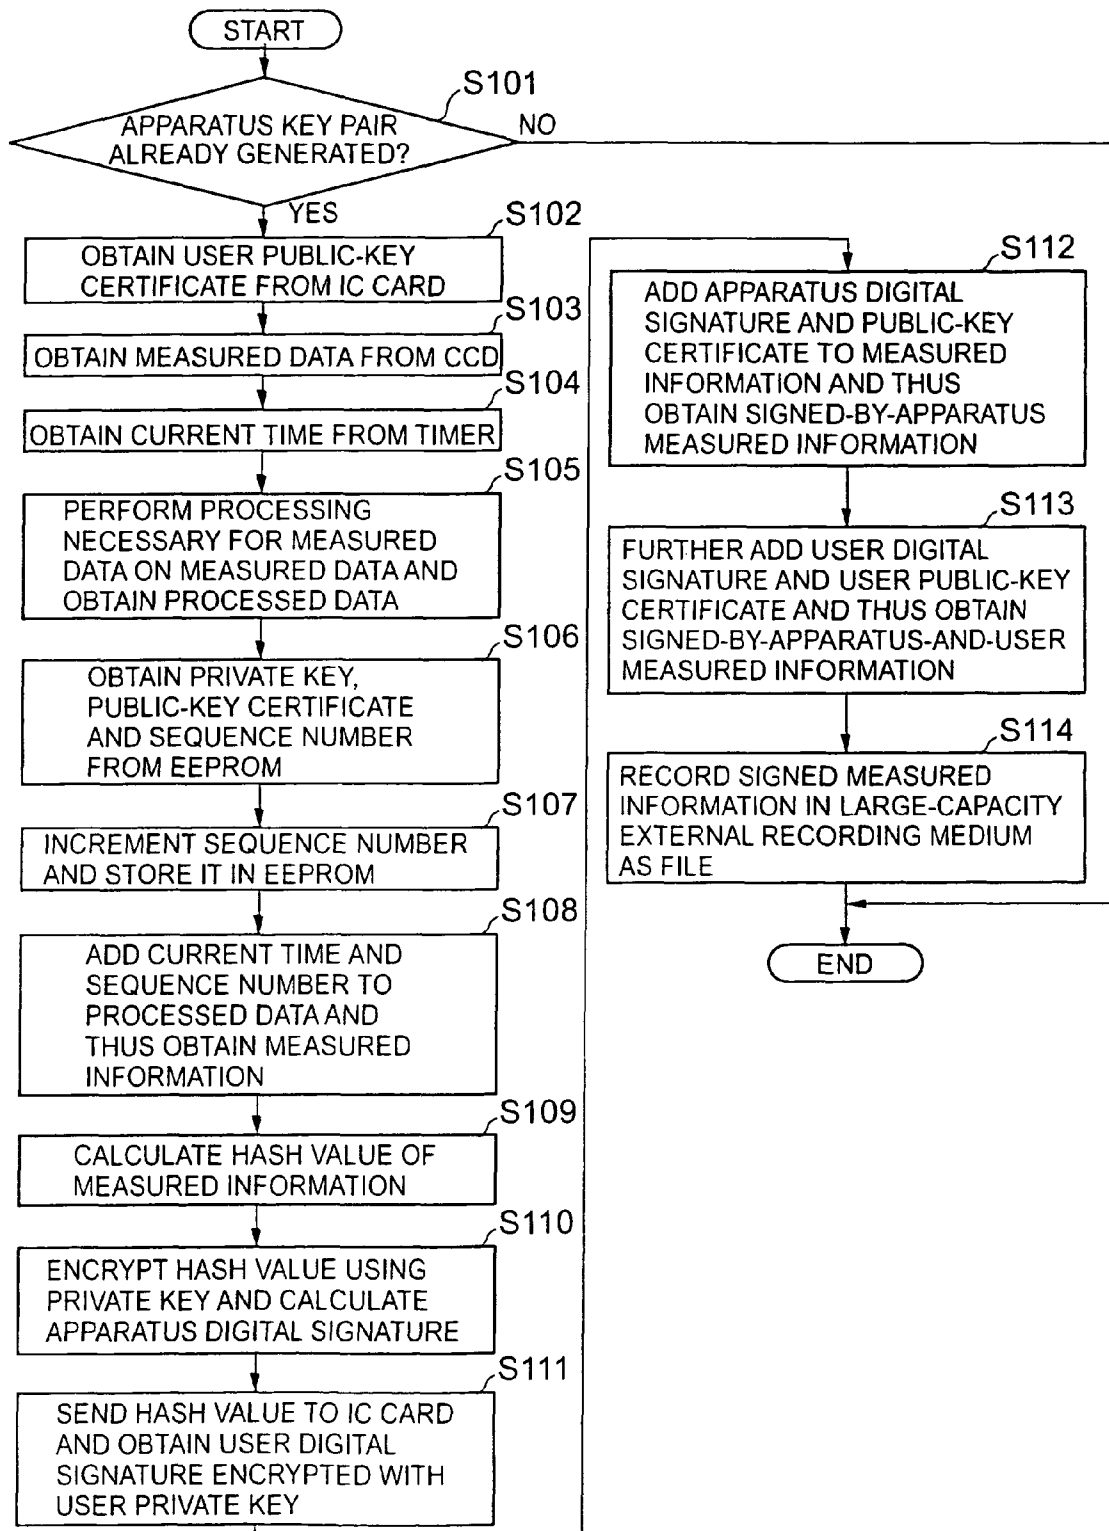 START
S101
APPARATUS KEY PAIR
ALREADY GENERATED?
NO
YES
S102
OBTAIN USER PUBLIC-KEY
CERTIFICATE FROM IC CARD
S103
OBTAIN MEASURED DATA FROM CCD
S104
OBTAIN CURRENT TIME FROM TIMER
S105
PERFORM PROCESSING
NECESSARY FOR MEASURED
DATA ON MEASURED DATA AND
OBTAIN PROCESSED DATA
S106
OBTAIN PRIVATE KEY,
PUBLIC-KEY CERTIFICATE
AND SEQUENCE NUMBER
FROM EEPROM
S107
INCREMENT SEQUENCE NUMBER
AND STORE IT IN EEPROM
S108
ADD CURRENT TIME AND
SEQUENCE NUMBER TO
PROCESSED DATA AND
THUS OBTAIN MEASURED
INFORMATION
S109
CALCULATE HASH VALUE OF
MEASURED INFORMATION
S110
ENCRYPT HASH VALUE USING
PRIVATE KEY AND CALCULATE
APPARATUS DIGITAL SIGNATURE
S111
SEND HASH VALUE TO IC CARD
AND OBTAIN USER DIGITAL
SIGNATURE ENCRYPTED WITH
USER PRIVATE KEY
S112
ADD APPARATUS DIGITAL
SIGNATURE AND PUBLIC-KEY
CERTIFICATE TO MEASURED
INFORMATION AND THUS
OBTAIN SIGNED-BY-APPARATUS
MEASURED INFORMATION
S113
FURTHER ADD USER DIGITAL
SIGNATURE AND USER PUBLIC-KEY
CERTIFICATE AND THUS OBTAIN
SIGNED-BY-APPARATUS-AND-USER
MEASURED INFORMATION
S114
RECORD SIGNED MEASURED
INFORMATION IN LARGE-CAPACITY
EXTERNAL RECORDING MEDIUM
AS FILE
END